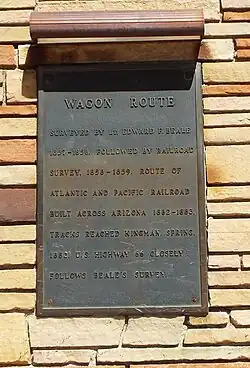 WAGON ROUTE
SURVEYED BY LT. EDWARD F. BEALE
1857-1858. FOLLOWED BY RAILROAD
SURVEY, 1858-1859. ROUTE OF
ATLANTIC AND PACIFIC RAILROAD
BUILT ACROSS ARIZONA 1882-1883.
TRACKS REACHED KINGMAN, SPRING,
1883. U.S. HIGHWAY 66 CLOSELY
FOLLOWS BEALE'S SURVEY.